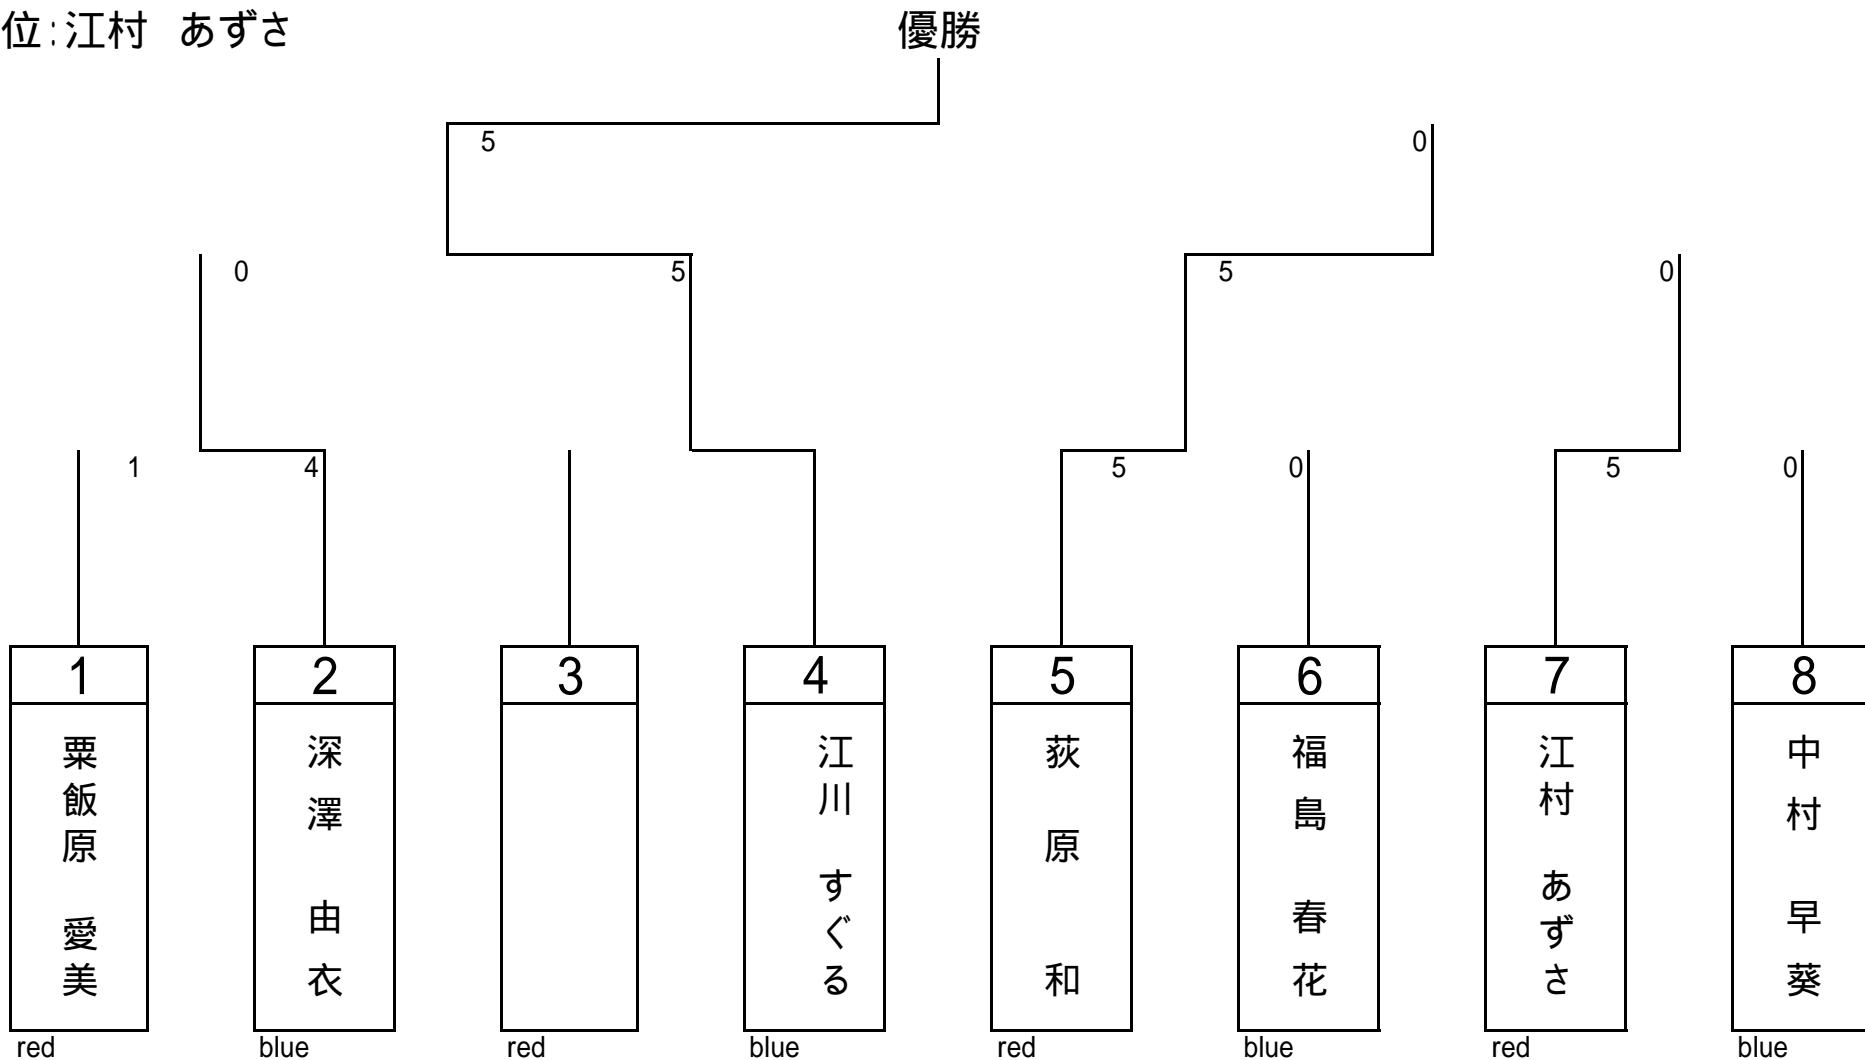 位:江村 あずさ
優勝
5
0
0
5
5
0
1
4
5
0
5
0
1
2
3
4
5
6
7
8
粟飯原 愛美
深澤 由衣
江川 すぐる
荻原 和
福島 春花
江村 あずさ
中村 早葵
red
blue
red
blue
red
blue
red
blue